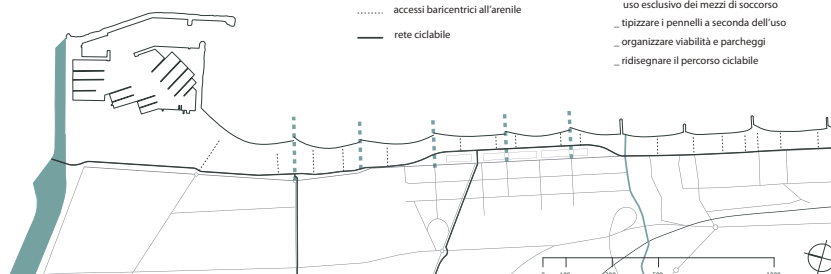 accessi baricentrici all'arenile
rete ciclabile
uso esclusivo dei mezzi di soccorso
_ tipizzare i pennelli a seconda dell'uso
_ organizzare viabilità e parcheggi
_ ridisegnare il percorso ciclabile